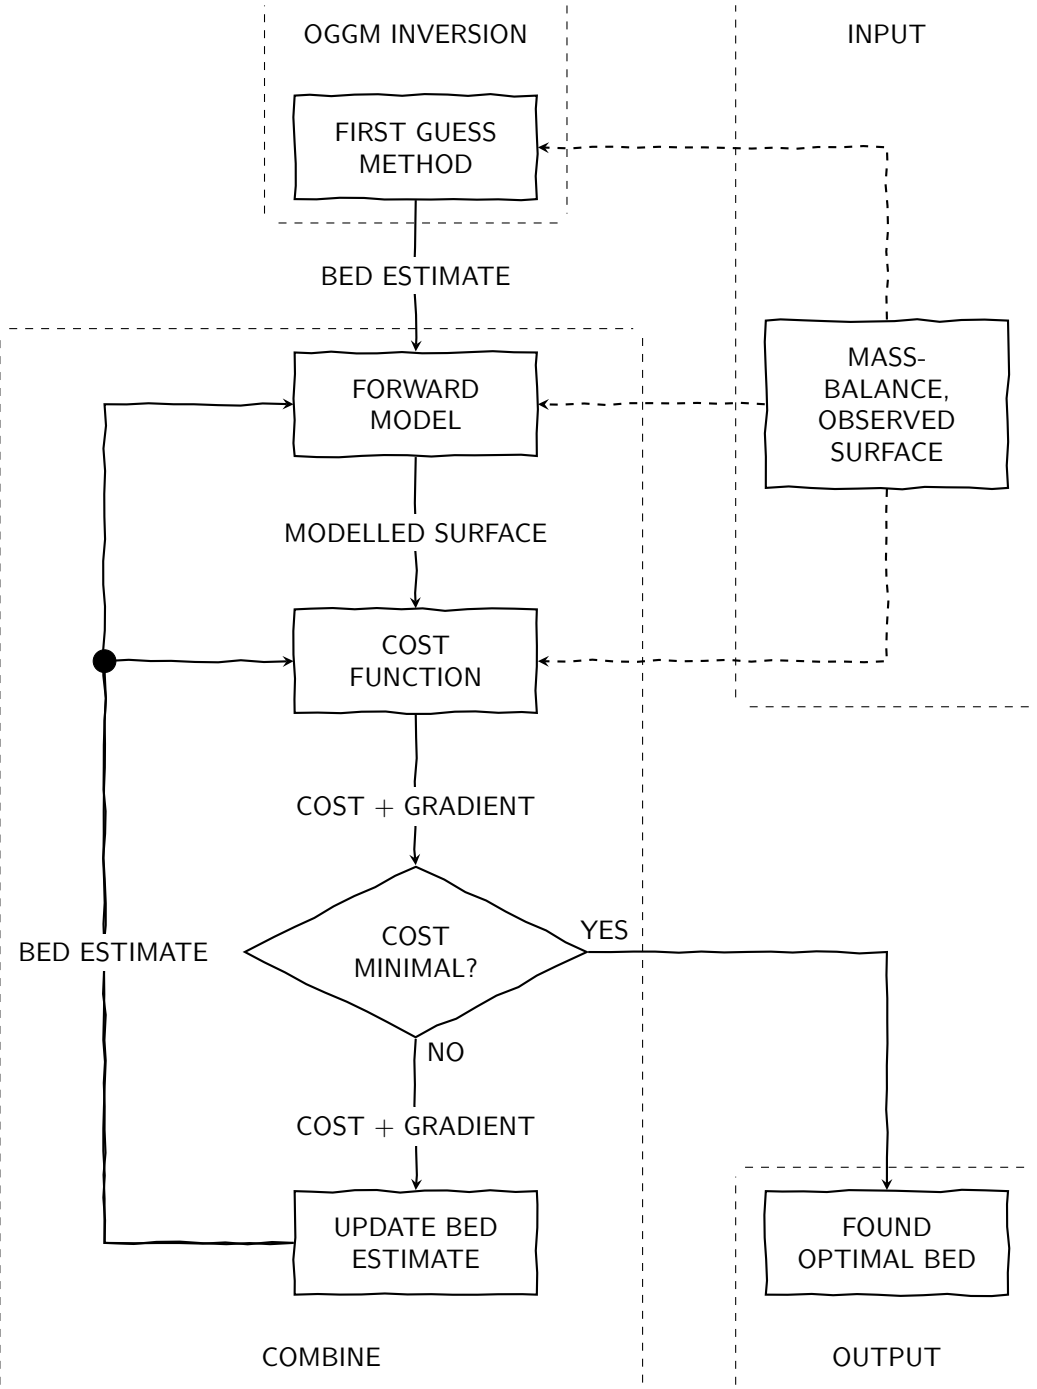 OGGM INVERSION
INPUT
FIRST GUESS
METHOD
BED ESTIMATE
FORWARD
MODEL
MASS-
BALANCE,
OBSERVED
SURFACE
MODELLED SURFACE
COST
FUNCTION
COST + GRADIENT
COST
MINIMAL?
YES
BED ESTIMATE
NO
COST + GRADIENT
UPDATE BED
ESTIMATE
FOUND
OPTIMAL BED
COMBINE
OUTPUT